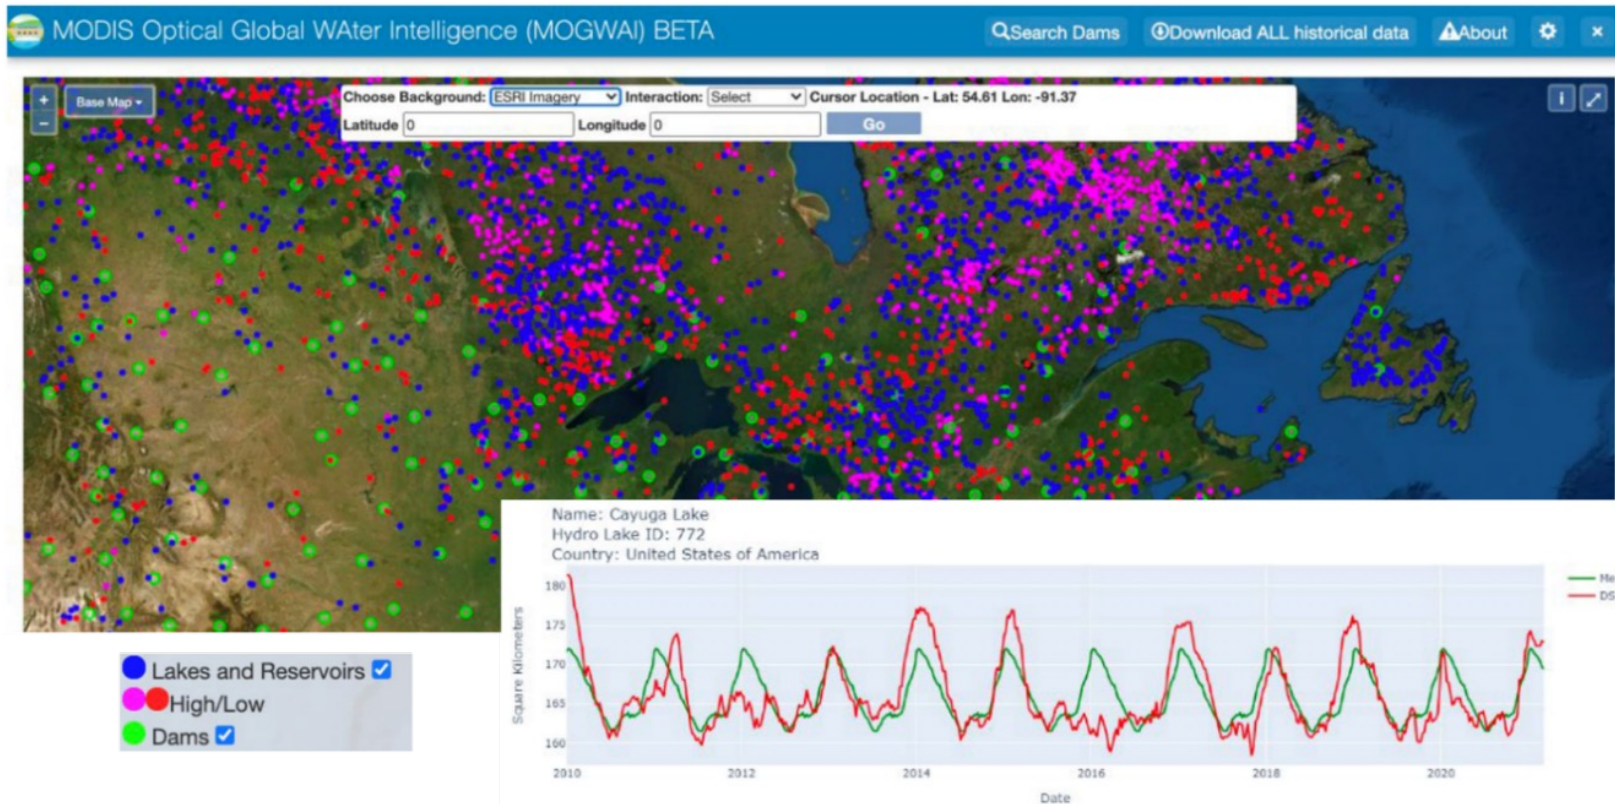 MODIS Optical Global WAter Intelligence (MOGWAI) BETA
Search Dams
Download ALL historical data
About
×
+
−
Base Map
Choose Background: ESRI Imagery Interaction: Select Cursor Location - Lat: 54.61 Lon: -91.37
Latitude 0 Longitude 0 Go
i
Lakes and Reservoirs
High/Low
Dams
Name: Cayuga Lake
Hydro Lake ID: 772
Country: United States of America
180
175
170
165
160
Square Kilometers
2010 2012 2014 2016 2018 2020
Date
Me
DS